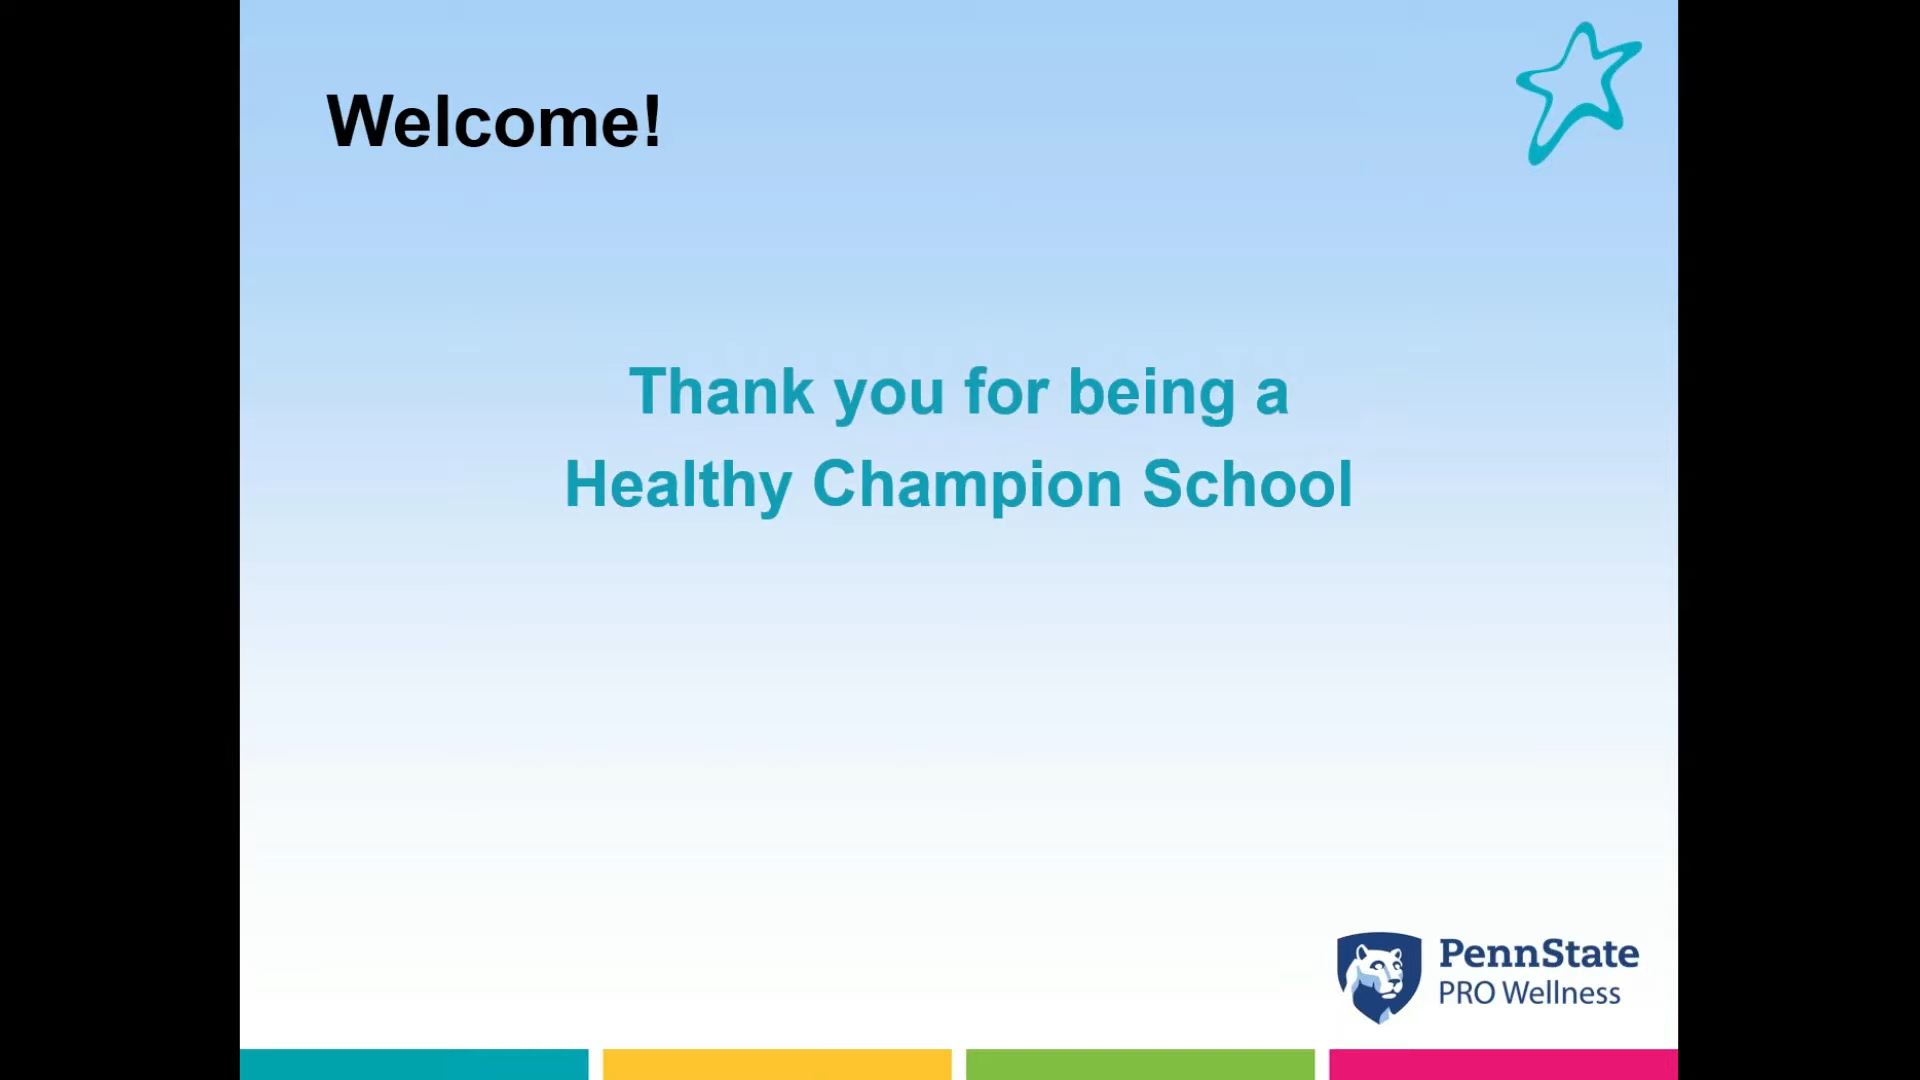 Welcome!
Thank you for being a
Healthy Champion School
PennState
PRO Wellness